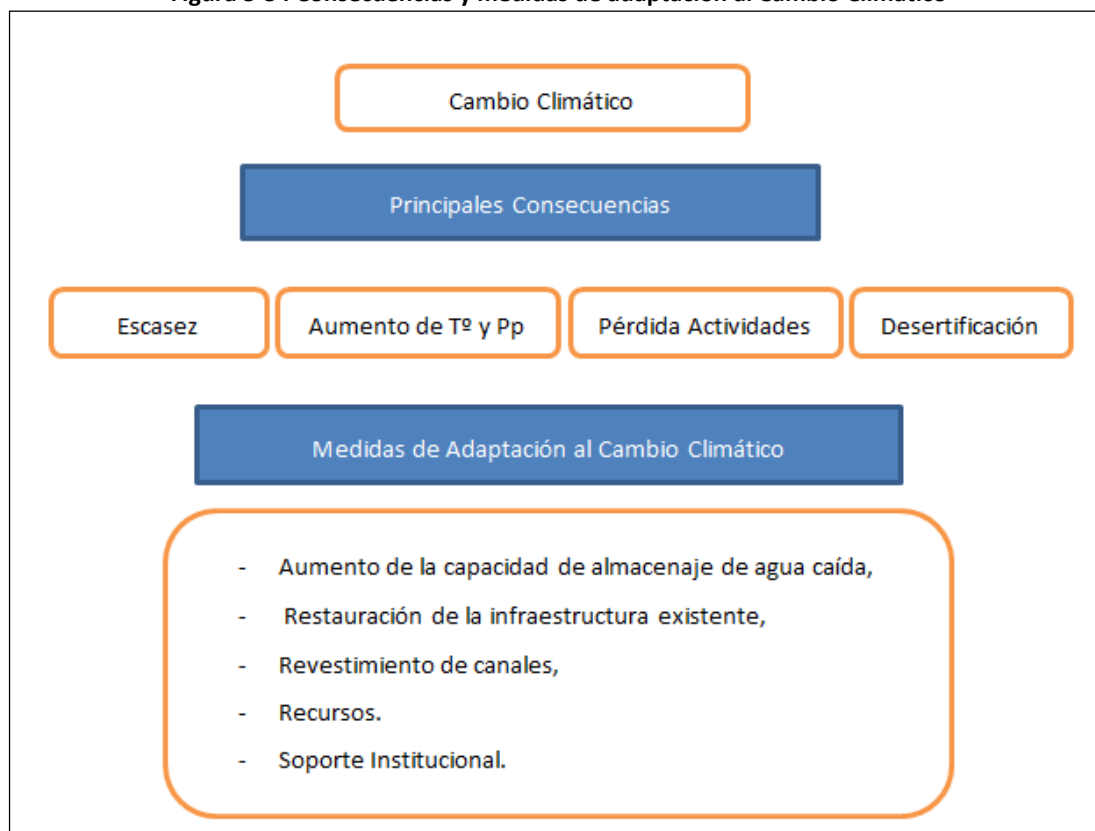 Cambio Climático
Principales Consecuencias
Escasez
Aumento de Tº y Pp
Pérdida Actividades
Desertificación
Medidas de Adaptación al Cambio Climático
- Aumento de la capacidad de almacenaje de agua caída,
- Restauración de la infraestructura existente,
- Revestimiento de canales,
- Recursos.
- Soporte Institucional.